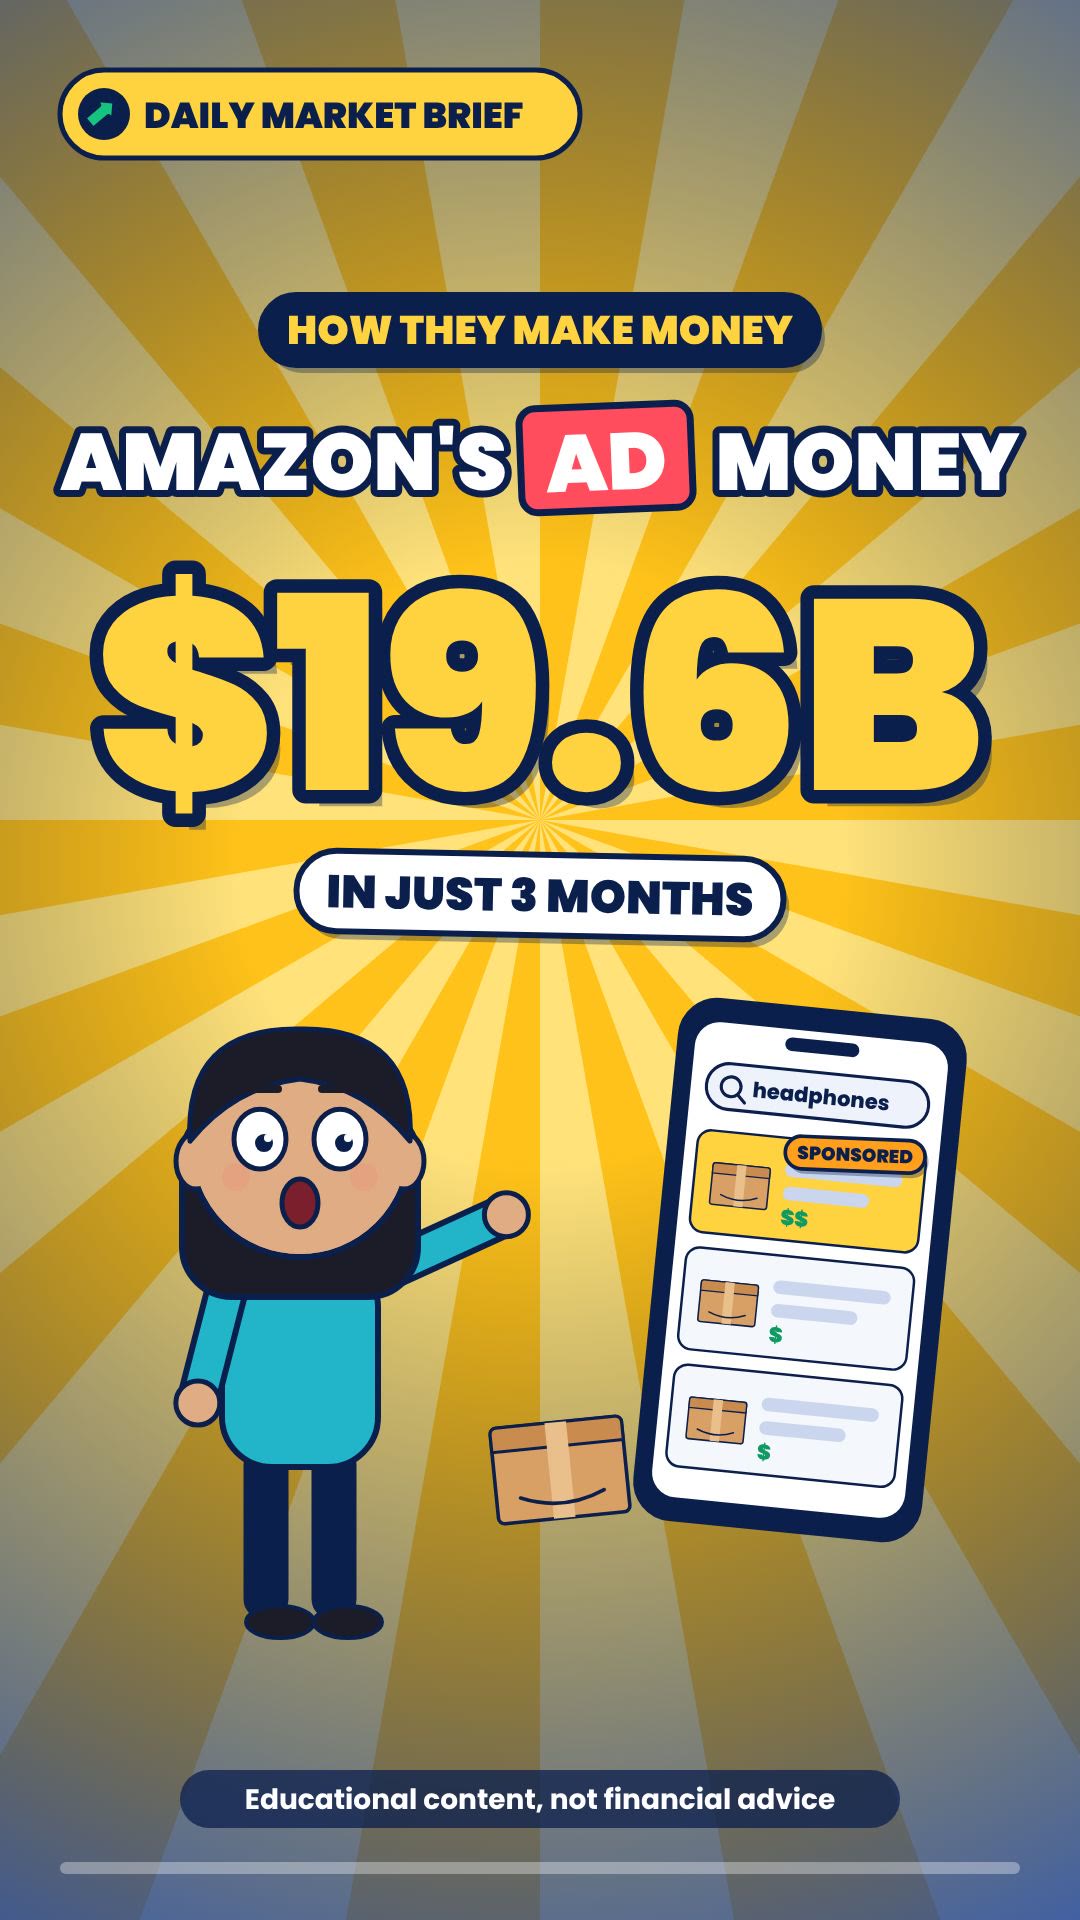 DAILY MARKET BRIEF
HOW THEY MAKE MONEY
AMAZON'S AD MONEY
$19.6B
IN JUST 3 MONTHS
headphones
SPONSORED
$$
$
$
Educational content, not financial advice